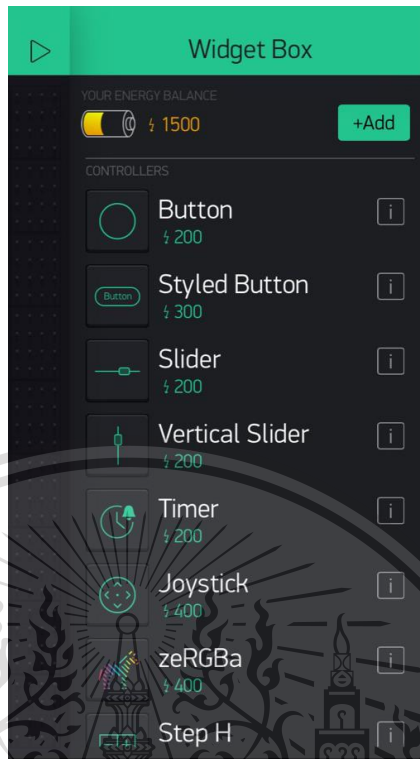 Widget Box
YOUR ENERGY BALANCE
1500
+Add
CONTROLLERS
Button
200
i
Button
Styled Button
300
i
Slider
200
i
Vertical Slider
200
i
Timer
200
i
Joystick
400
i
zeRGBa
400
i
Step H
i